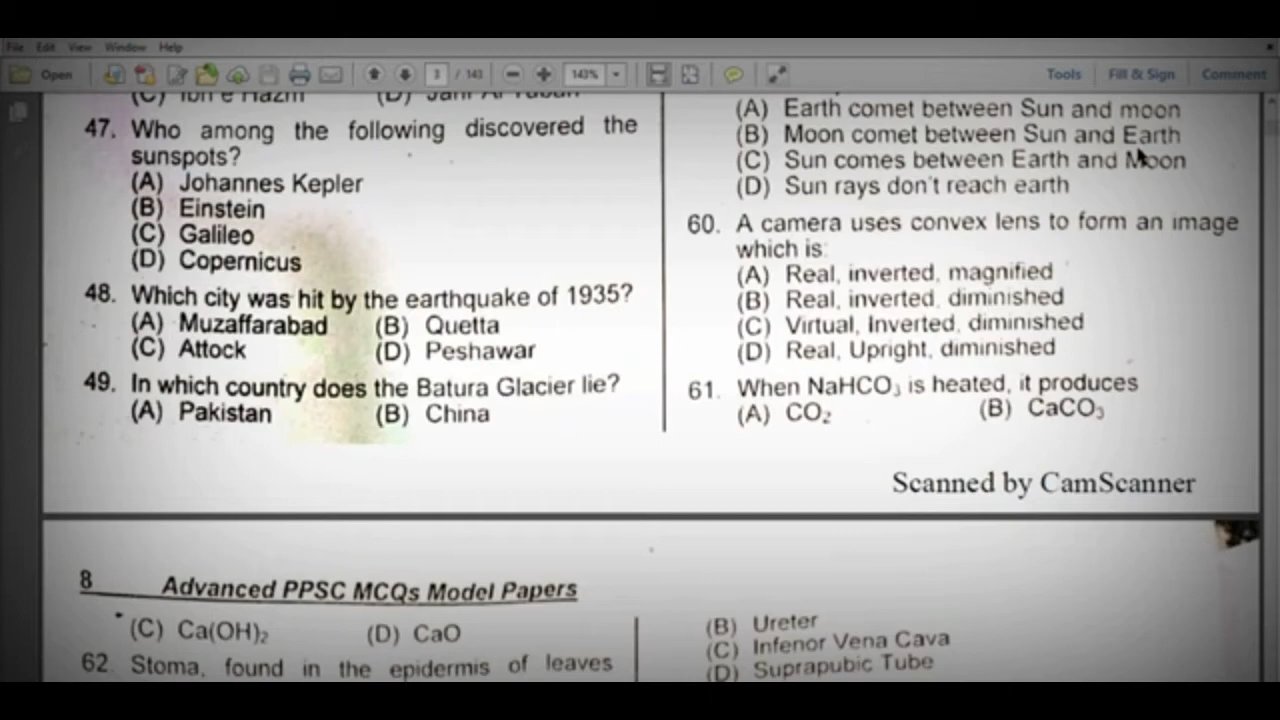 File Edit View Window Help
Open 3 / 143 143% Tools Fill & Sign Comment
47. Who among the following discovered the
sunspots?
(A) Johannes Kepler
(B) Einstein
(C) Galileo
(D) Copernicus
48. Which city was hit by the earthquake of 1935?
(A) Muzaffarabad (B) Quetta
(C) Attock (D) Peshawar
49. In which country does the Batura Glacier lie?
(A) Pakistan (B) China
(A) Earth comet between Sun and moon
(B) Moon comet between Sun and Earth
(C) Sun comes between Earth and Moon
(D) Sun rays don't reach earth
60. A camera uses convex lens to form an image
which is:
(A) Real, inverted, magnified
(B) Real, inverted, diminished
(C) Virtual, Inverted, diminished
(D) Real, Upright, diminished
61. When NaHCO₃ is heated, it produces
(A) CO₂ (B) CaCO₃
Scanned by CamScanner
8 Advanced PPSC MCQs Model Papers
(C) Ca(OH)₂ (D) CaO
62. Stoma, found in the epidermis of leaves
(B) Ureter
(C) Infenor Vena Cava
(D) Suprapubic Tube